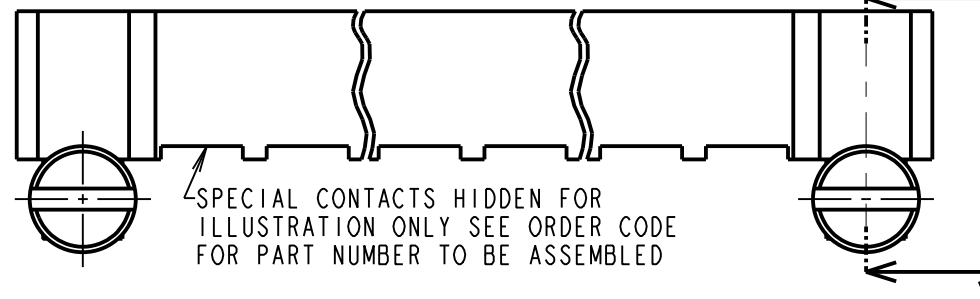 SPECIAL CONTACTS HIDDEN FOR
ILLUSTRATION ONLY SEE ORDER CODE
FOR PART NUMBER TO BE ASSEMBLED